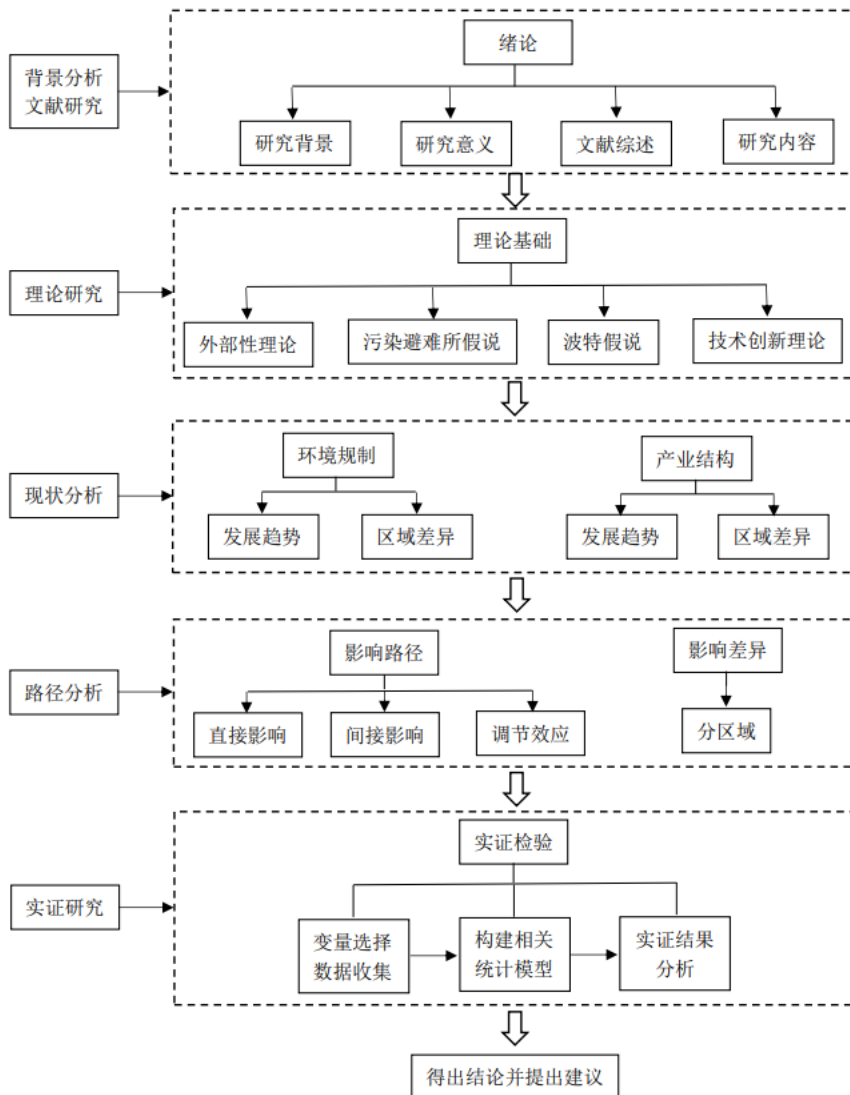 绪论
背景分析
文献研究
研究背景
研究意义
文献综述
研究内容
理论基础
理论研究
外部性理论
污染避难所假说
波特假说
技术创新理论
环境规制
产业结构
现状分析
发展趋势
区域差异
发展趋势
区域差异
影响路径
影响差异
路径分析
直接影响
间接影响
调节效应
分区域
实证检验
实证研究
变量选择
数据收集
构建相关
统计模型
实证结果
分析
得出结论并提出建议